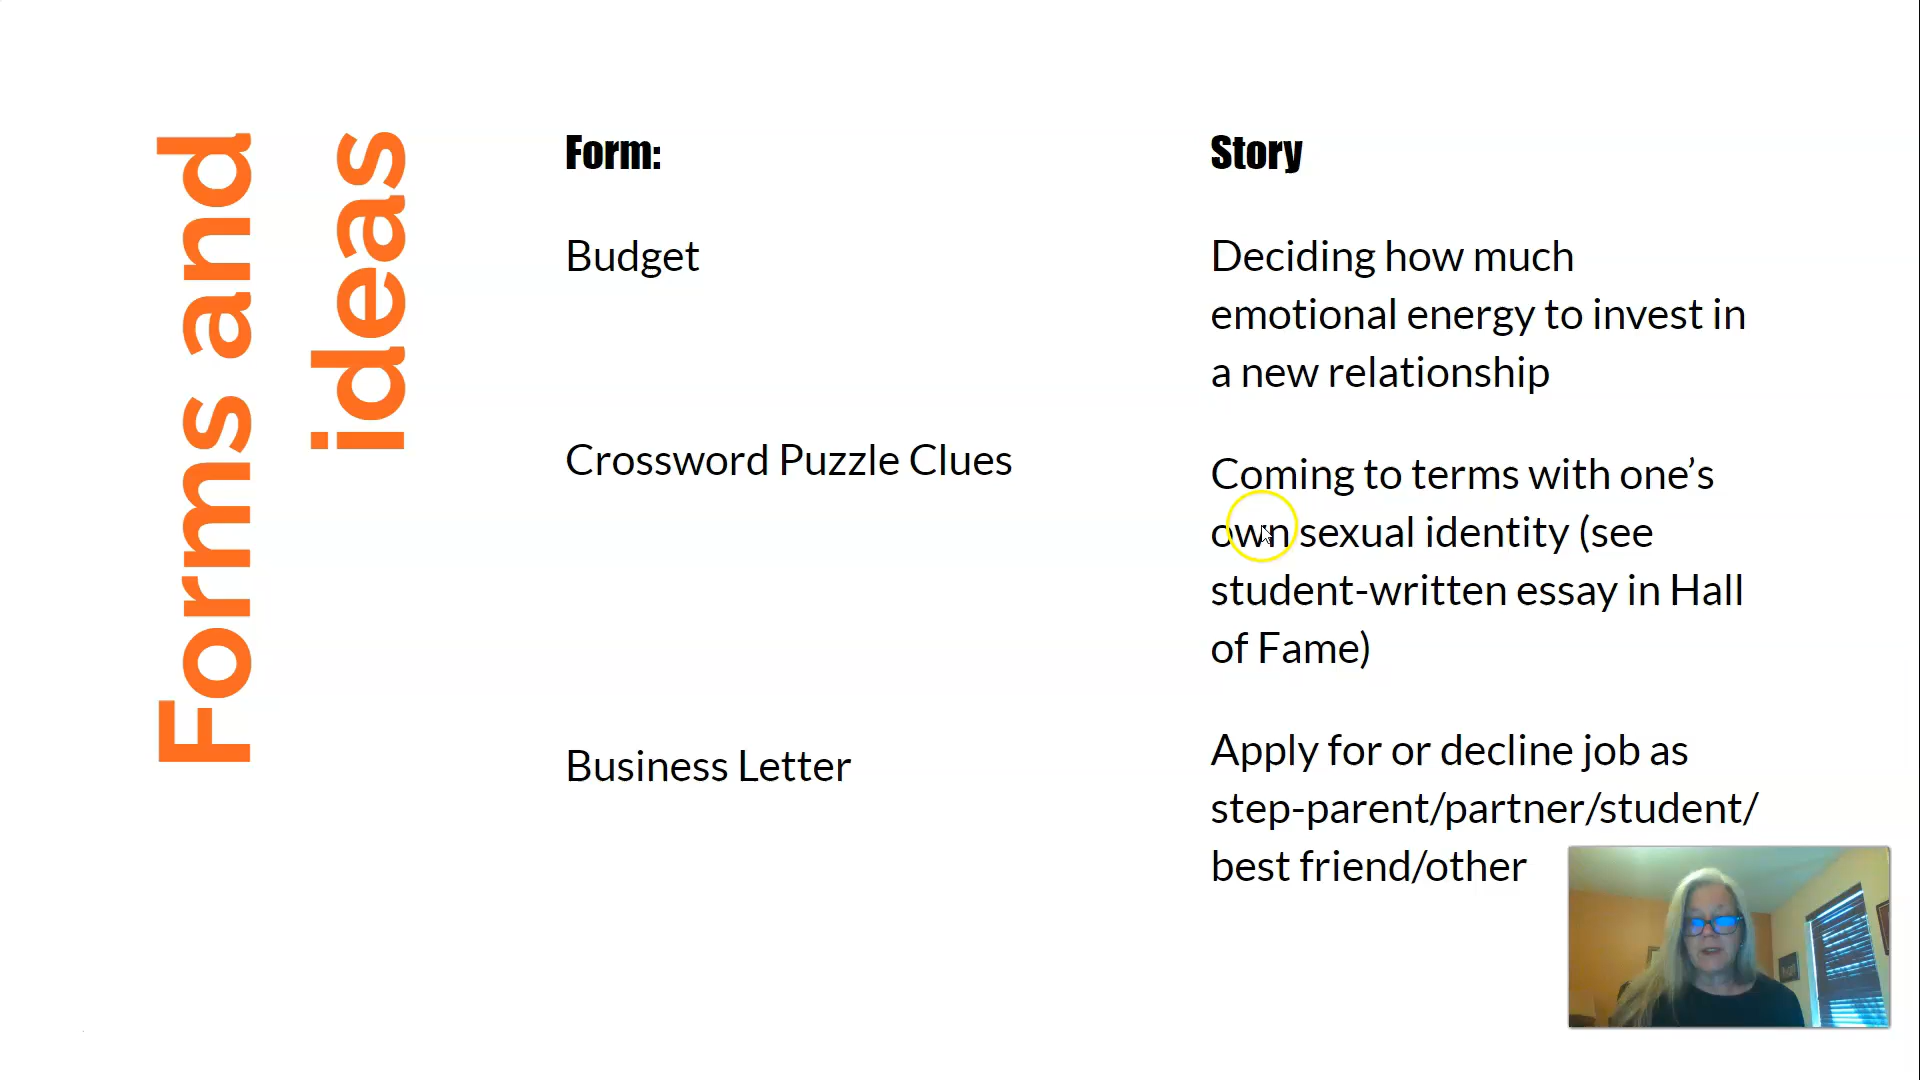 Forms and
ideas
Form:
Budget
Crossword Puzzle Clues
Business Letter
Story
Deciding how much
emotional energy to invest in
a new relationship
Coming to terms with one’s
own sexual identity (see
student-written essay in Hall
of Fame)
Apply for or decline job as
step-parent/partner/student/
best friend/other